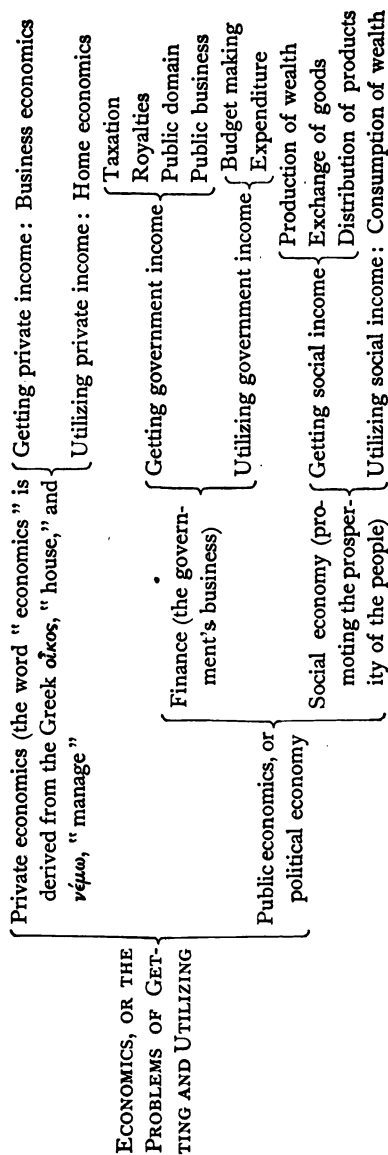 ECONOMICS, OR THE
PROBLEMS OF GET-
TING AND UTILIZING
Private economics (the word "economics" is
derived from the Greek οἶκος, "house," and
νέμω, "manage"
Getting private income: Business economics
Utilizing private income: Home economics
Public economics, or
political economy
Finance (the govern-
ment's business)
Getting government income
Taxation
Royalties
Public domain
Public business
Utilizing government income
Budget making
Expenditure
Social economy (pro-
moting the prosper-
ity of the people)
Getting social income
Production of wealth
Exchange of goods
Distribution of products
Utilizing social income: Consumption of wealth